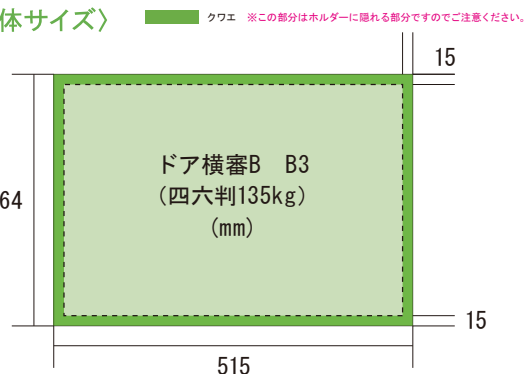 体サイズ〉
クワエ ※この部分はホルダーに隠れる部分ですのでご注意ください。
15
ドア横審B B3
(四六判135kg)
(mm)
64
15
515